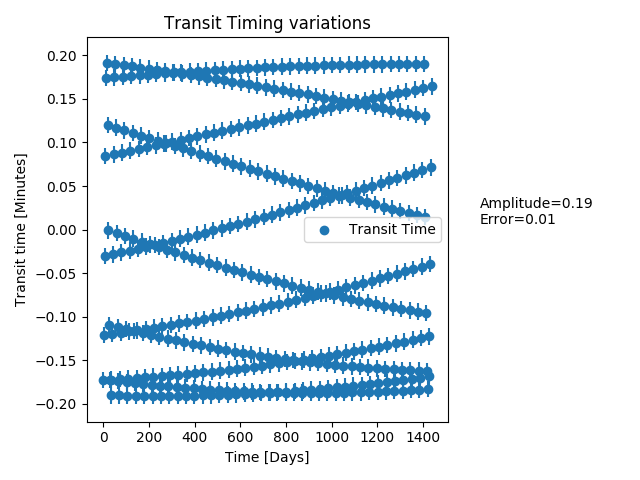 Transit Timing variations
0.20
0.15
0.10
0.05
0.00
−0.05
−0.10
−0.15
−0.20
Transit time [Minutes]
Transit Time
Amplitude=0.19
Error=0.01
0 200 400 600 800 1000 1200 1400
Time [Days]